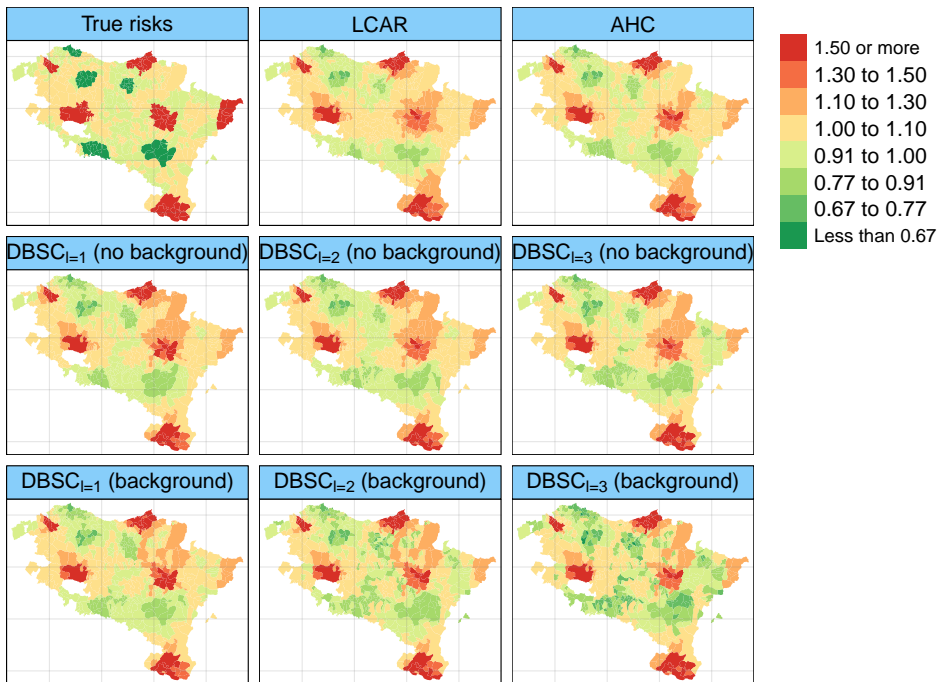 True risks
LCAR
AHC
1.50 or more
1.30 to 1.50
1.10 to 1.30
1.00 to 1.10
0.91 to 1.00
0.77 to 0.91
0.67 to 0.77
Less than 0.67
DBSCl=1 (no background)
DBSCl=2 (no background)
DBSCl=3 (no background)
DBSCl=1 (background)
DBSCl=2 (background)
DBSCl=3 (background)